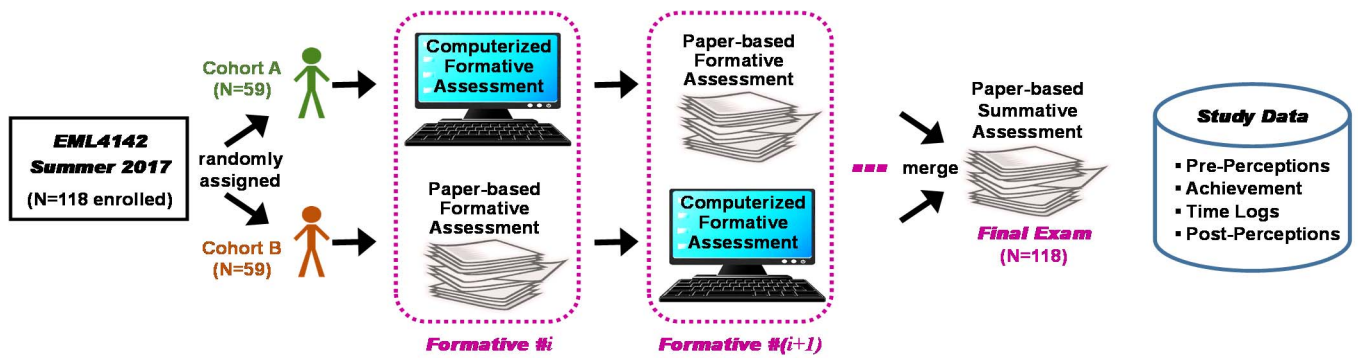 EML4142
Summer 2017
(N=118 enrolled)
randomly
assigned
Cohort A
(N=59)
Cohort B
(N=59)
Computerized
Formative
Assessment
Paper-based
Formative
Assessment
Formative #i
Paper-based
Formative
Assessment
Computerized
Formative
Assessment
Formative #(i+1)
merge
Paper-based
Summative
Assessment
Final Exam
(N=118)
Study Data
▪ Pre-Perceptions
▪ Achievement
▪ Time Logs
▪ Post-Perceptions